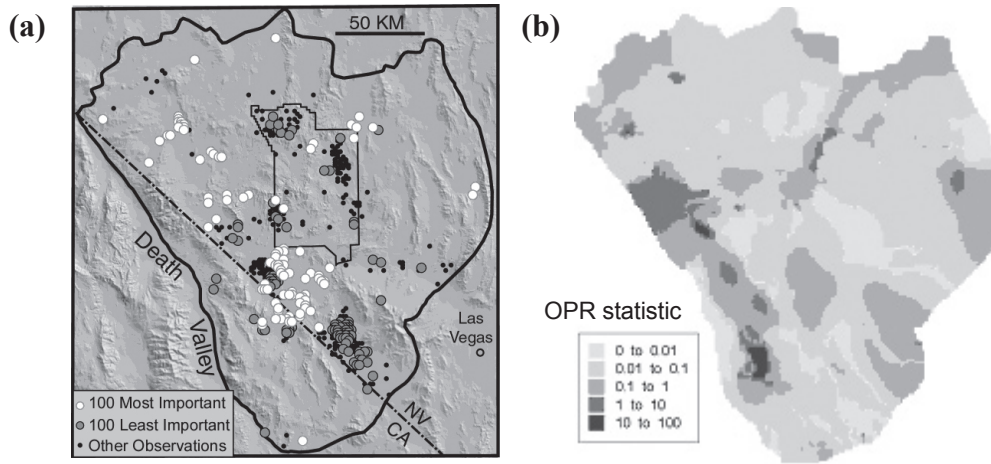 (a)
50 KM
Death
Valley
Las
Vegas
NV
CA
100 Most Important
100 Least Important
Other Observations
(b)
OPR statistic
0 to 0.01
0.01 to 0.1
0.1 to 1
1 to 10
10 to 100